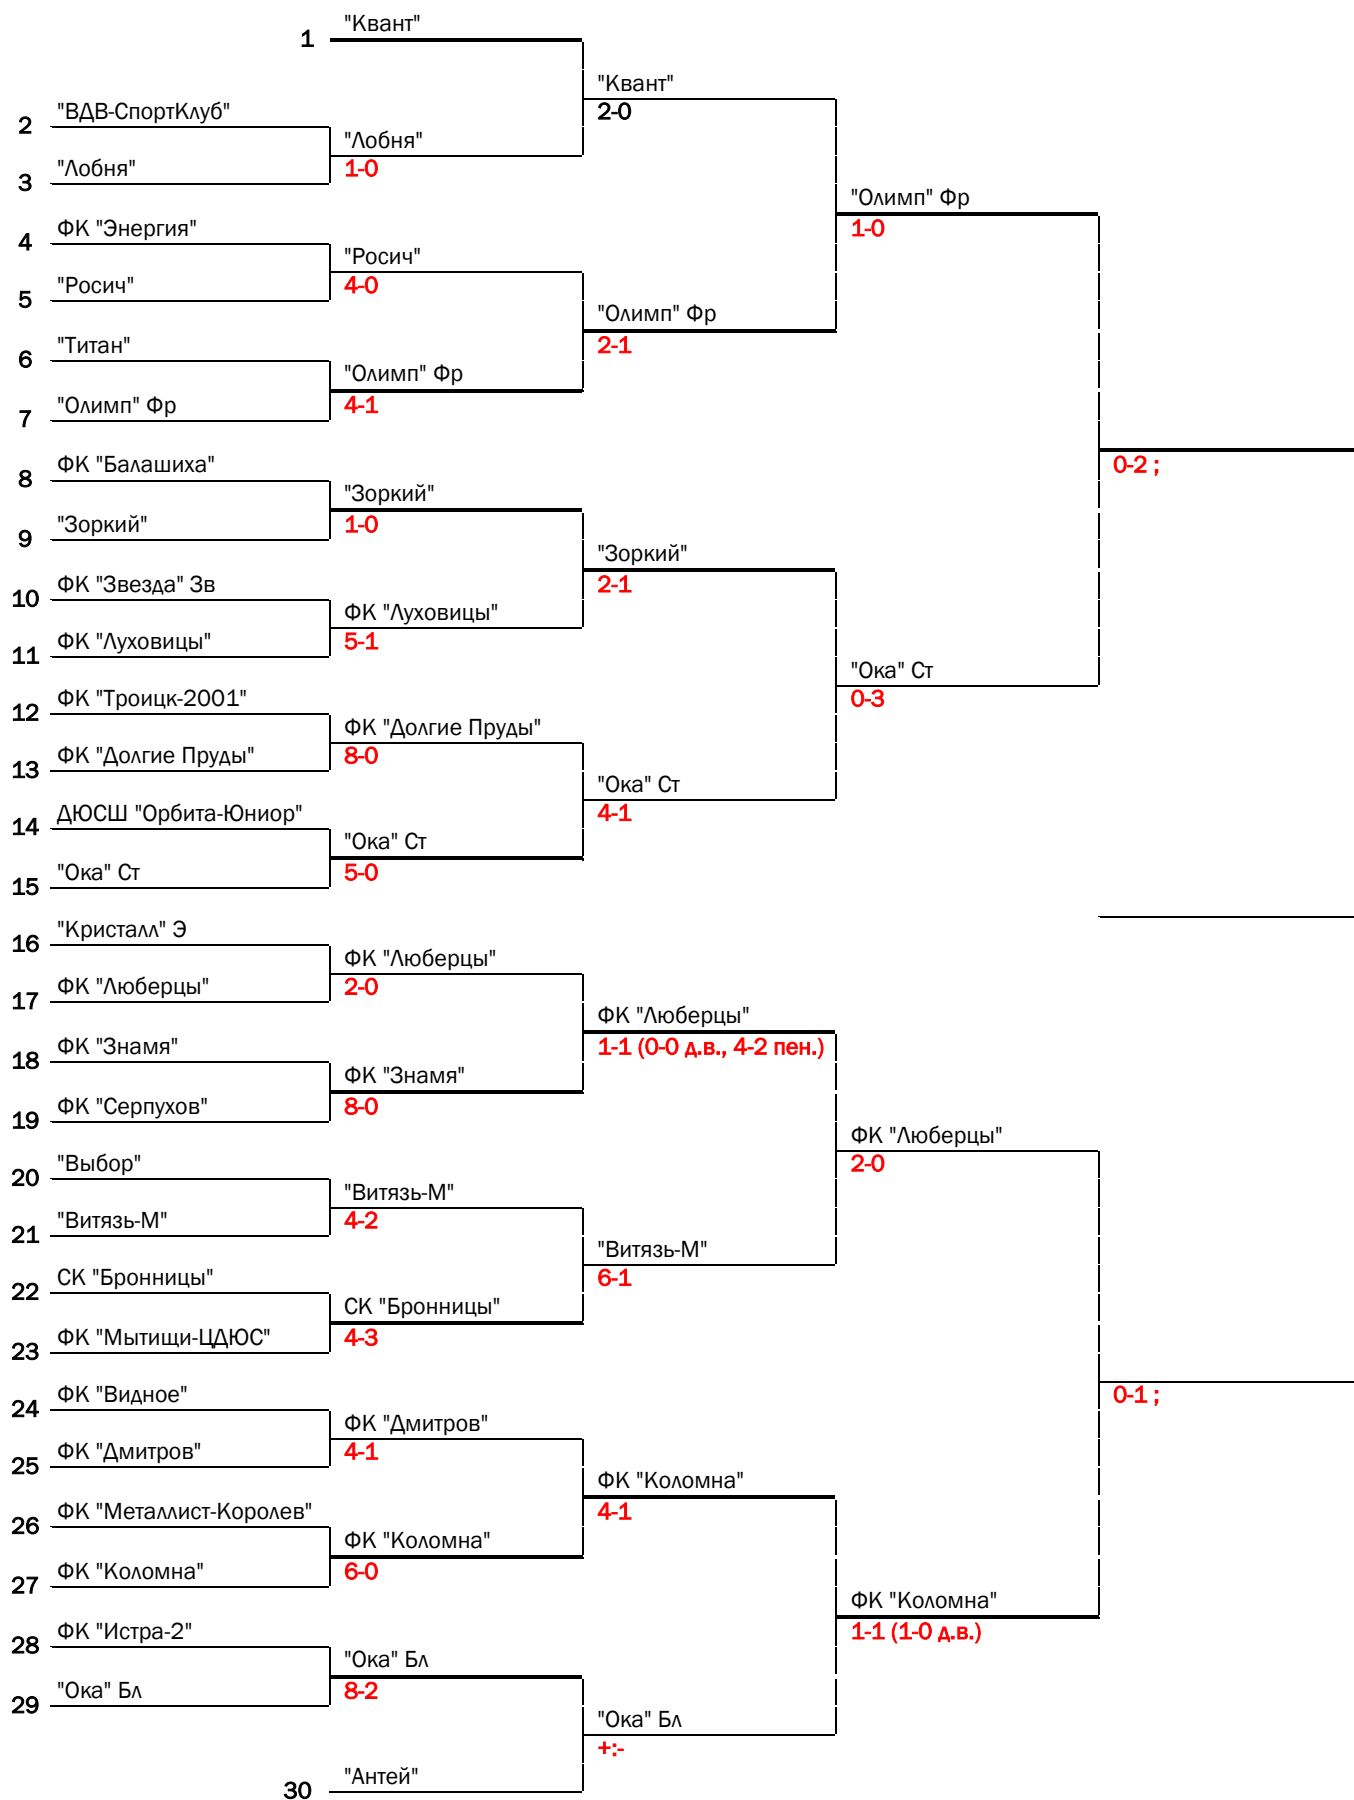 "Квант"
1
"Квант"
2-0
"ВДВ-СпортКлуб"
2
"Лобня"
1-0
"Лобня"
3
"Олимп" Фр
1-0
ФК "Энергия"
4
"Росич"
4-0
"Росич"
5
"Олимп" Фр
2-1
"Титан"
6
"Олимп" Фр
4-1
"Олимп" Фр
7
0-2 ;
ФК "Балашиха"
8
"Зоркий"
1-0
"Зоркий"
9
"Зоркий"
2-1
ФК "Звезда" Зв
10
ФК "Луховицы"
5-1
ФК "Луховицы"
11
"Ока" Ст
0-3
ФК "Троицк-2001"
12
ФК "Долгие Пруды"
8-0
ФК "Долгие Пруды"
13
"Ока" Ст
4-1
ДЮСШ "Орбита-Юниор"
14
"Ока" Ст
5-0
"Ока" Ст
15
"Кристалл" Э
16
ФК "Люберцы"
2-0
ФК "Люберцы"
17
ФК "Люберцы"
1-1 (0-0 д.в., 4-2 пен.)
ФК "Знамя"
18
ФК "Знамя"
8-0
ФК "Серпухов"
19
ФК "Люберцы"
2-0
"Выбор"
20
"Витязь-М"
4-2
"Витязь-М"
21
"Витязь-М"
6-1
СК "Бронницы"
22
СК "Бронницы"
4-3
ФК "Мытищи-ЦДЮС"
23
0-1 ;
ФК "Видное"
24
ФК "Дмитров"
4-1
ФК "Дмитров"
25
ФК "Коломна"
4-1
ФК "Металлист-Королев"
26
ФК "Коломна"
6-0
ФК "Коломна"
27
ФК "Коломна"
1-1 (1-0 д.в.)
ФК "Истра-2"
28
"Ока" Бл
8-2
"Ока" Бл
29
"Ока" Бл
+:-
"Антей"
30